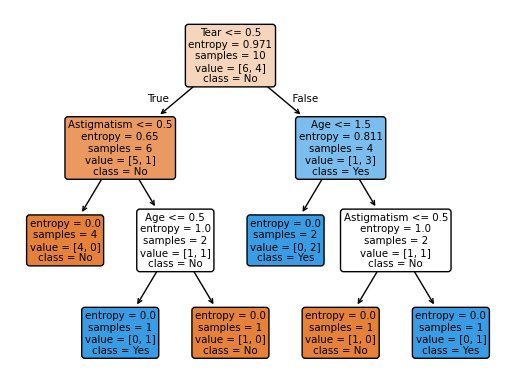 Tear <= 0.5
entropy = 0.971
samples = 10
value = [6, 4]
class = No
True
False
Astigmatism <= 0.5
entropy = 0.65
samples = 6
value = [5, 1]
class = No
Age <= 1.5
entropy = 0.811
samples = 4
value = [1, 3]
class = Yes
entropy = 0.0
samples = 4
value = [4, 0]
class = No
Age <= 0.5
entropy = 1.0
samples = 2
value = [1, 1]
class = No
entropy = 0.0
samples = 2
value = [0, 2]
class = Yes
Astigmatism <= 0.5
entropy = 1.0
samples = 2
value = [1, 1]
class = No
entropy = 0.0
samples = 1
value = [0, 1]
class = Yes
entropy = 0.0
samples = 1
value = [1, 0]
class = No
entropy = 0.0
samples = 1
value = [1, 0]
class = No
entropy = 0.0
samples = 1
value = [0, 1]
class = Yes